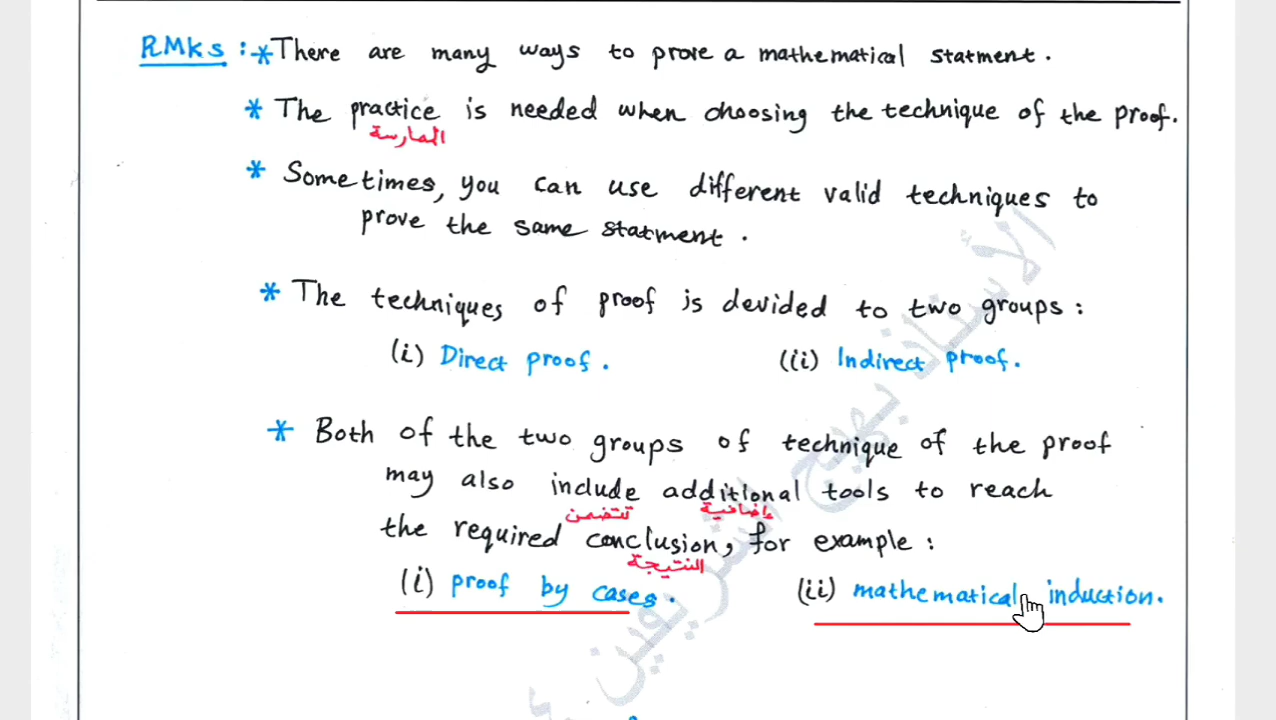 RMKs : * There are many ways to prove a mathematical statment.
* The practice is needed when choosing the technique of the proof.
الممارسة
* Sometimes, you can use different valid techniques to
prove the same statment.
* The techniques of proof is devided to two groups :
(i) Direct proof. (ii) Indirect proof.
* Both of the two groups of technique of the proof
may also include additional tools to reach
تتضمن إضافية
the required conclusion, for example :
النتيجة
(i) proof by cases. (ii) mathematical induction.
الأستاذ بهيج الشريفين